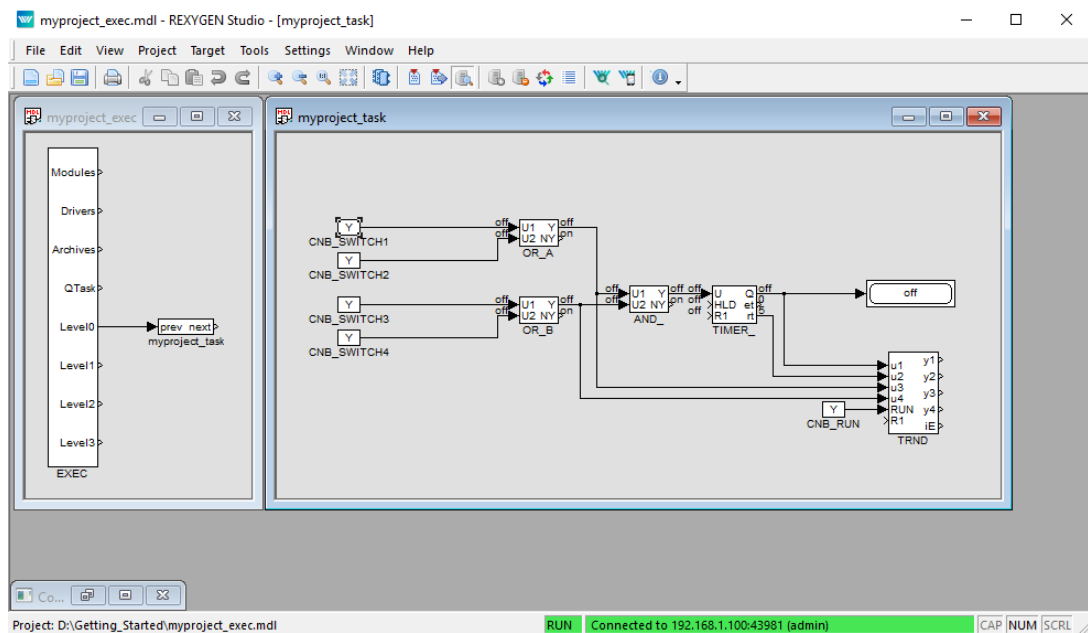 myproject_exec.mdl - REXYGEN Studio - [myproject_task]
File Edit View Project Target Tools Settings Window Help
myproject_exec
myproject_task
Modules
Drivers
Archives
QTask
Level0
Level1
Level2
Level3
EXEC
prev next
myproject_task
Y
CNB_SWITCH1
Y
CNB_SWITCH2
Y
CNB_SWITCH3
Y
CNB_SWITCH4
off U1 Y off
off U2 NY on
OR_A
off U1 Y off
off U2 NY on
OR_B
off U1 Y off
off U2 NY on
AND_
off U Q off
off HLD et 0
off R1 rt 5
TIMER_
off
u1 y1
u2 y2
u3 y3
u4 y4
RUN iE
R1
TRND
Y
CNB_RUN
Co...
Project: D:\Getting_Started\myproject_exec.mdl RUN Connected to 192.168.1.100:43981 (admin) CAP NUM SCRL